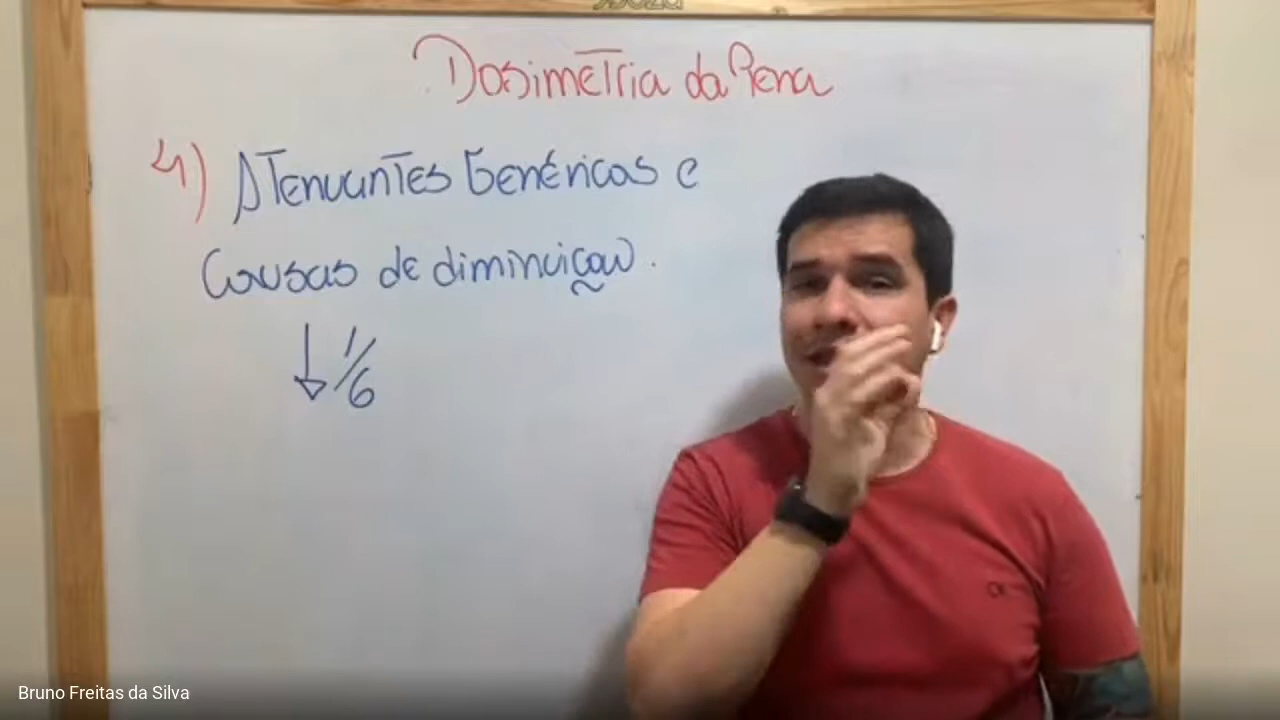 Dosimetria da Pena
4) Atenuantes Genéricas e
Causas de diminuição.
↓ 1/6
Bruno Freitas da Silva